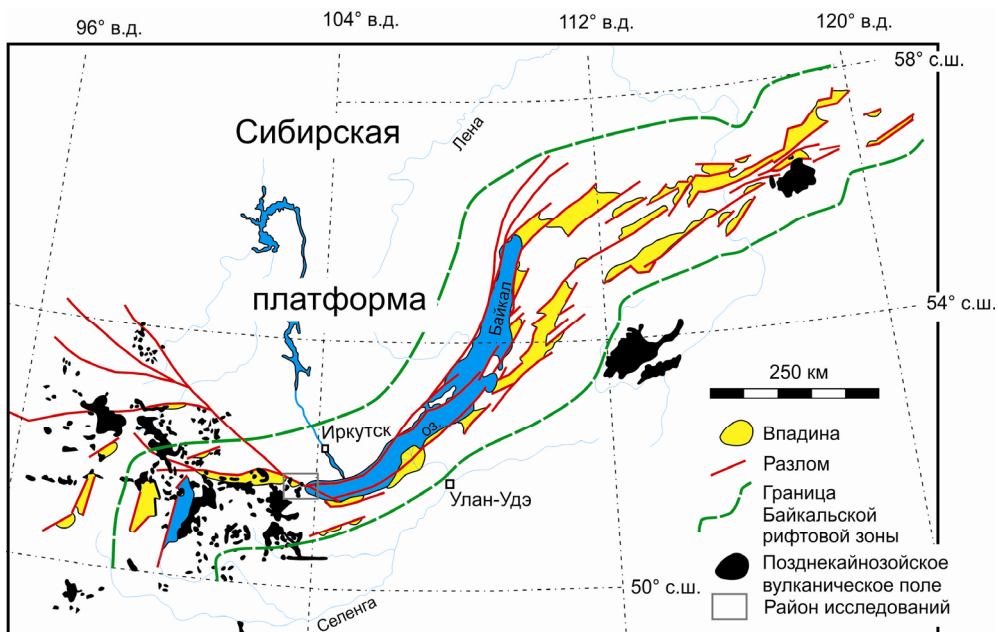 96° в.д.
104° в.д.
112° в.д.
120° в.д.
58° с.ш.
Сибирская
Лена
платформа
Байкал
54° с.ш.
250 км
оз.
Иркутск
Впадина
Разлом
Улан-Удэ
Граница
Байкальской
рифтовой зоны
Позднекайнозойское
вулканическое поле
50° с.ш.
Район исследований
Селенга